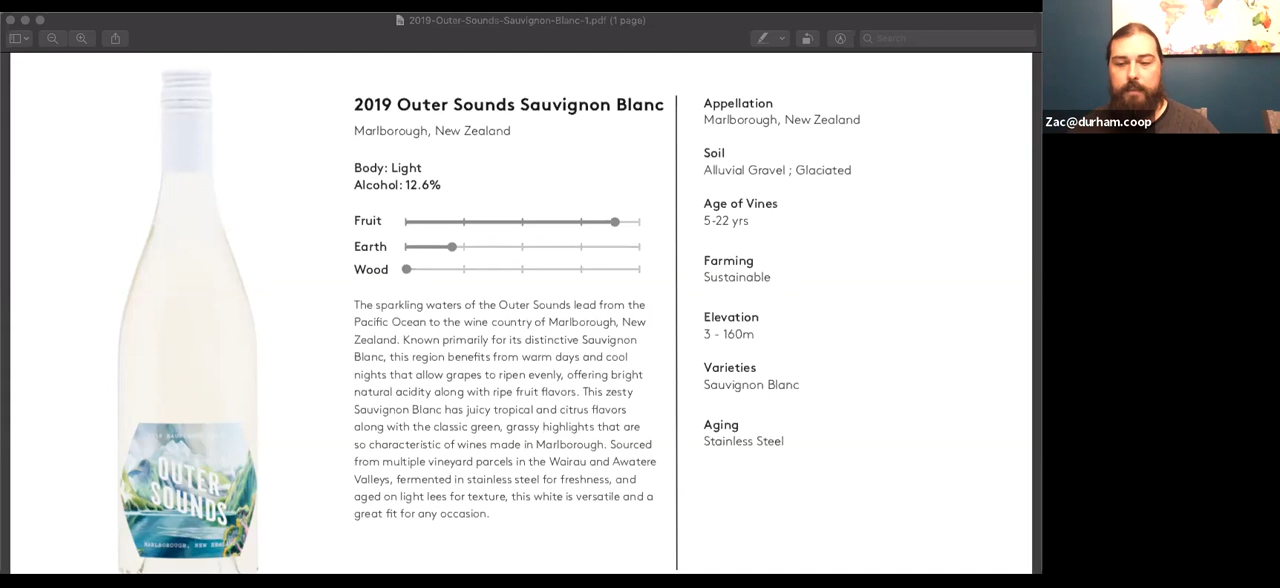 2019-Outer-Sounds-Sauvignon-Blanc-1.pdf (1 page)
Search
2019 Outer Sounds Sauvignon Blanc
Marlborough, New Zealand
Body: Light
Alcohol: 12.6%
Fruit
Earth
Wood
The sparkling waters of the Outer Sounds lead from the
Pacific Ocean to the wine country of Marlborough, New
Zealand. Known primarily for its distinctive Sauvignon
Blanc, this region benefits from warm days and cool
nights that allow grapes to ripen evenly, offering bright
natural acidity along with ripe fruit flavors. This zesty
Sauvignon Blanc has juicy tropical and citrus flavors
along with the classic green, grassy highlights that are
so characteristic of wines made in Marlborough. Sourced
from multiple vineyard parcels in the Wairau and Awatere
Valleys, fermented in stainless steel for freshness, and
aged on light lees for texture, this white is versatile and a
great fit for any occasion.
Appellation
Marlborough, New Zealand
Soil
Alluvial Gravel ; Glaciated
Age of Vines
5-22 yrs
Farming
Sustainable
Elevation
3 - 160m
Varieties
Sauvignon Blanc
Aging
Stainless Steel
OUTER
SOUNDS
MARLBOROUGH, NEW
Zac@durham.coop